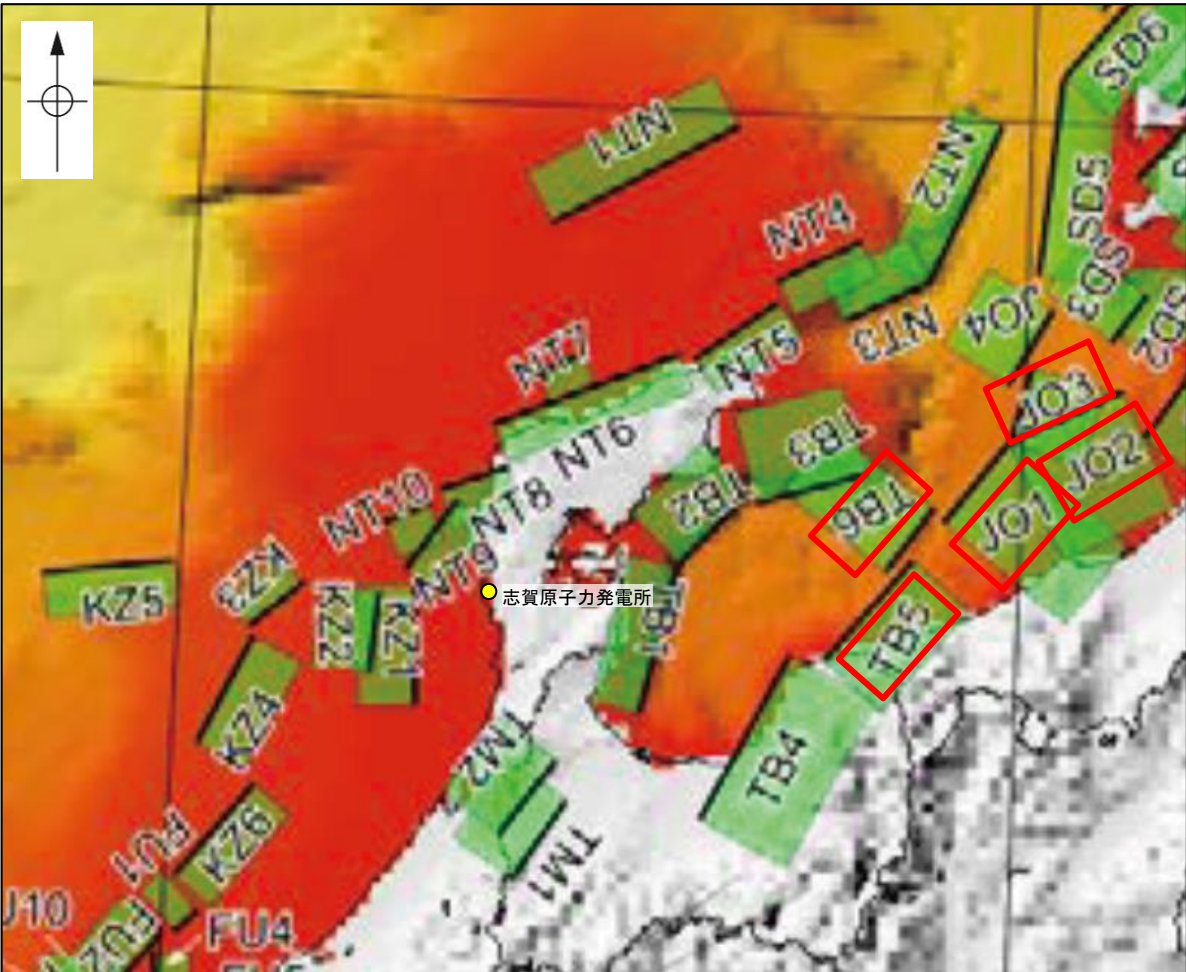 SD6
NT1
NT2
SD5
NT4
SD3
JO4
NT3
SD2
NT7
NT5
JO3
NT6
TB3
JO2
NT10
NT8
TB2
TB6
JO1
NT9
KZ3
KZ5
志賀原子力発電所
KZ2
KZ1
TB1
TB5
KZ4
TM2
TB4
FU1
KZ6
TM1
FU2
FU4